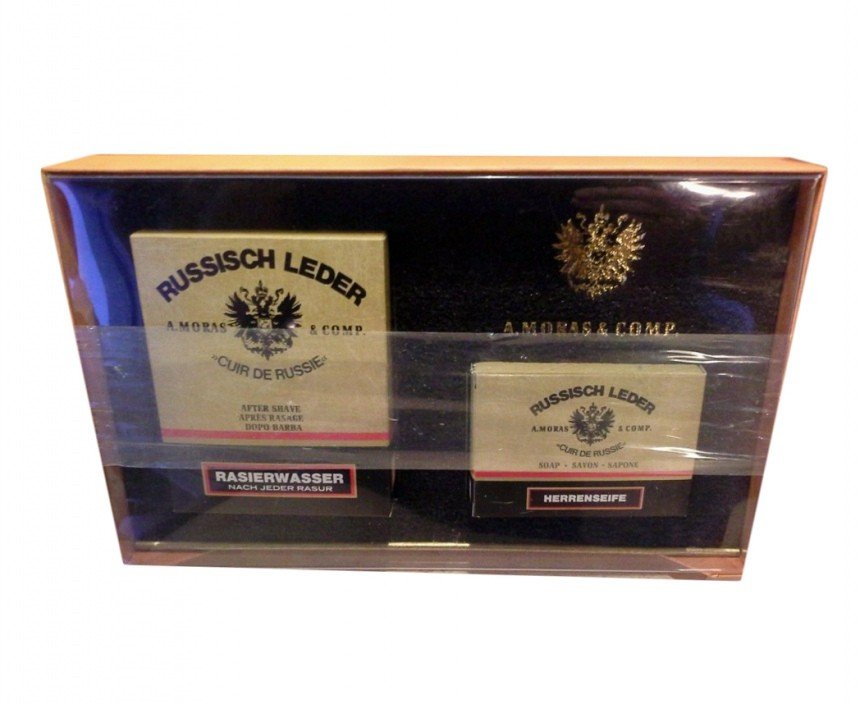 RUSSISCH LEDER
A.MORAS & COMP.
»CUIR DE RUSSIE«
AFTER SHAVE
APRÈS RASAGE
DOPO BARBA
RASIERWASSER
NACH JEDER RASUR
A.MORAS & COMP.
RUSSISCH LEDER
A.MORAS & COMP.
»CUIR DE RUSSIE«
SOAP · SAVON · SAPONE
HERRENSEIFE